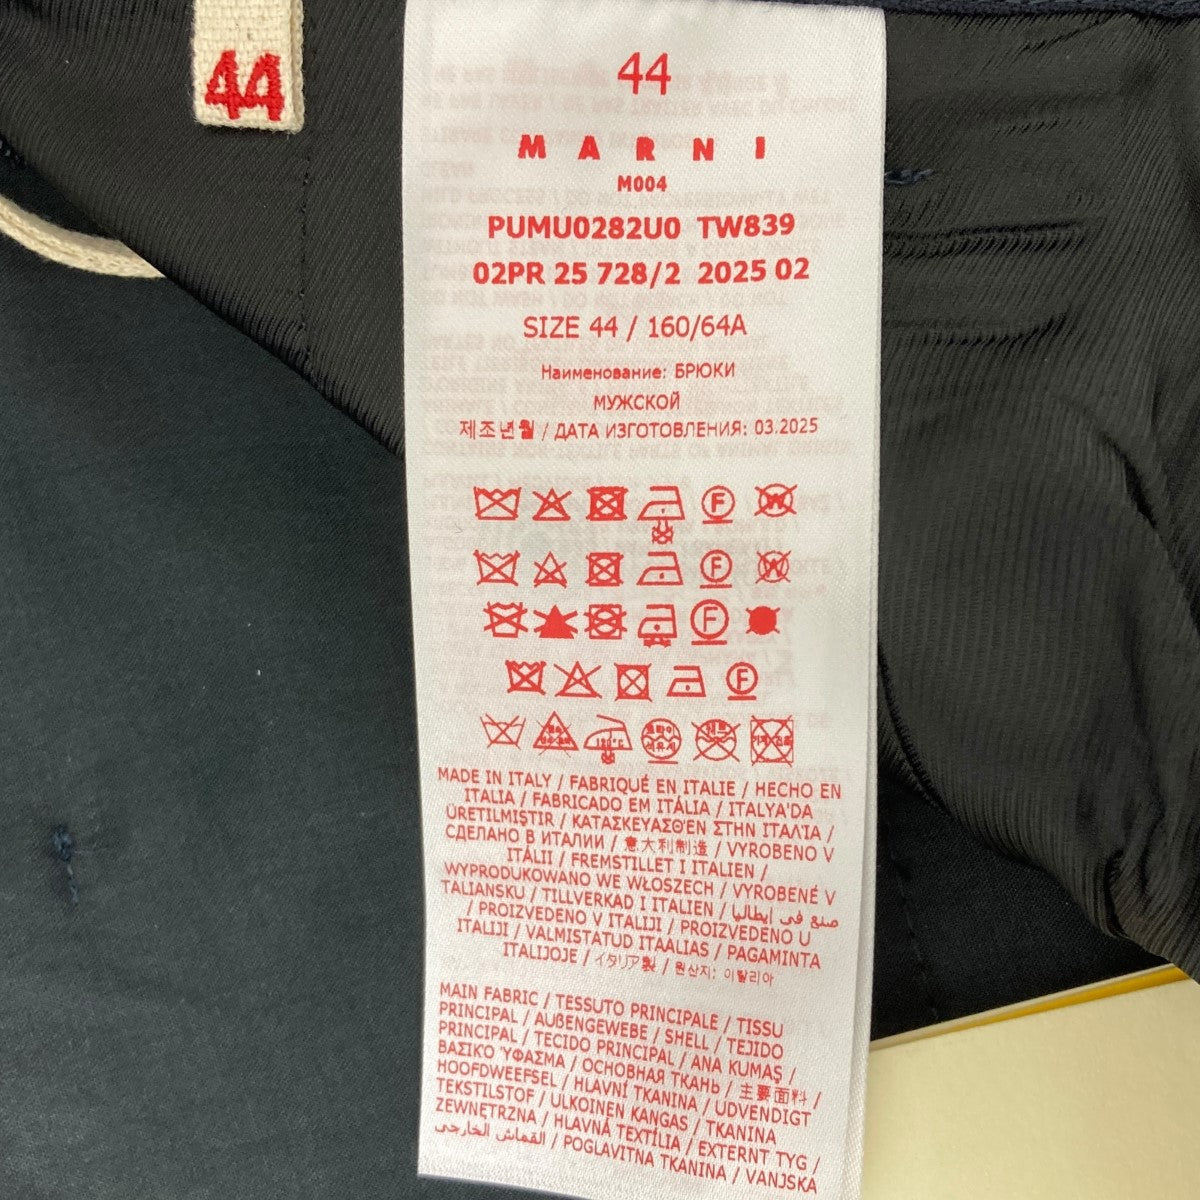 44
44
MARNI
M004
PUMU0282U0 TW839
02PR 25 728/2 2025 02
SIZE 44 / 160/64A
Наименование: БРЮКИ
МУЖСКОЙ
제조년월 / ДАТА ИЗГОТОВЛЕНИЯ: 03.2025
F W
F W
F
F
MADE IN ITALY / FABRIQUÉ EN ITALIE / HECHO EN
ITALIA / FABRICADO EM ITÁLIA / ITALYA'DA
ÜRETILMIŞTIR / ΚΑΤΑΣΚΕΥΑΣΘΕΝ ΣΤΗΝ ΙΤΑΛΊΑ /
СДЕЛАНО В ИТАЛИИ / 意大利制造 / VYROBENO V
ITÁLII / FREMSTILLET I ITALIEN /
WYPRODUKOWANO WE WŁOSZECH / VYROBENÉ V
TALIANSKU / TILLVERKAD I ITALIEN / صنع في إيطاليا
/ PROIZVEDENO V ITALIJI / PROIZVEDENO U
ITALIJI / VALMISTATUD ITAALIAS / PAGAMINTA
ITALIJOJE / イタリア製 / 원산지: 이탈리아
MAIN FABRIC / TESSUTO PRINCIPALE / TISSU
PRINCIPAL / AUßENGEWEBE / SHELL / TEJIDO
PRINCIPAL / TECIDO PRINCIPAL / ANA KUMAŞ /
ΒΑΣΙΚΌ ΎΦΑΣΜΑ / ОСНОВНАЯ ТКАНЬ / 主要面料 /
HOOFDWEEFSEL / HLAVNÍ TKANINA / UDVENDIGT
TEKSTILSTOF / ULKOINEN KANGAS / TKANINA
ZEWNĘTRZNA / HLAVNÁ TEXTÍLIA / EXTERNT TYG /
القماش الخارجي / POGLAVITNA TKANINA / VANJSKA